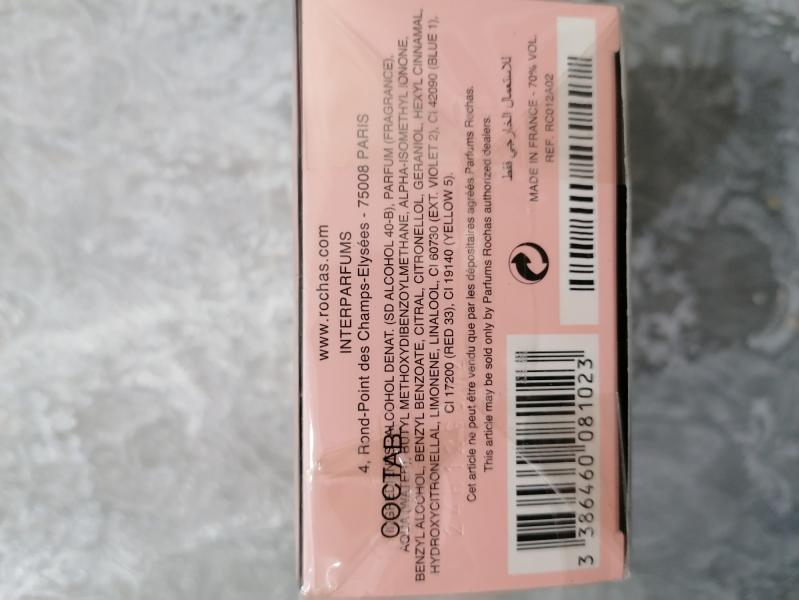 www.rochas.com
INTERPARFUMS
4, Rond-Point des Champs-Elysées - 75008 PARIS
СОСТАВ:
ALCOHOL DENAT. (SD ALCOHOL 40-B), PARFUM (FRAGRANCE),
AQUA (WATER), BUTYL METHOXYDIBENZOYLMETHANE, ALPHA-ISOMETHYL IONONE,
BENZYL ALCOHOL, BENZYL BENZOATE, CITRAL, CITRONELLOL, GERANIOL, HEXYL CINNAMAL,
HYDROXYCITRONELLAL, LIMONENE, LINALOOL, CI 60730 (EXT. VIOLET 2), CI 42090 (BLUE 1),
CI 17200 (RED 33), CI 19140 (YELLOW 5).
Cet article ne peut être vendu que par les dépositaires agréés Parfums Rochas.
This article may be sold only by Parfums Rochas authorized dealers.
للاستعمال الخارجي فقط
MADE IN FRANCE - 70% VOL.
REF. RC012A02
3 386460 081023